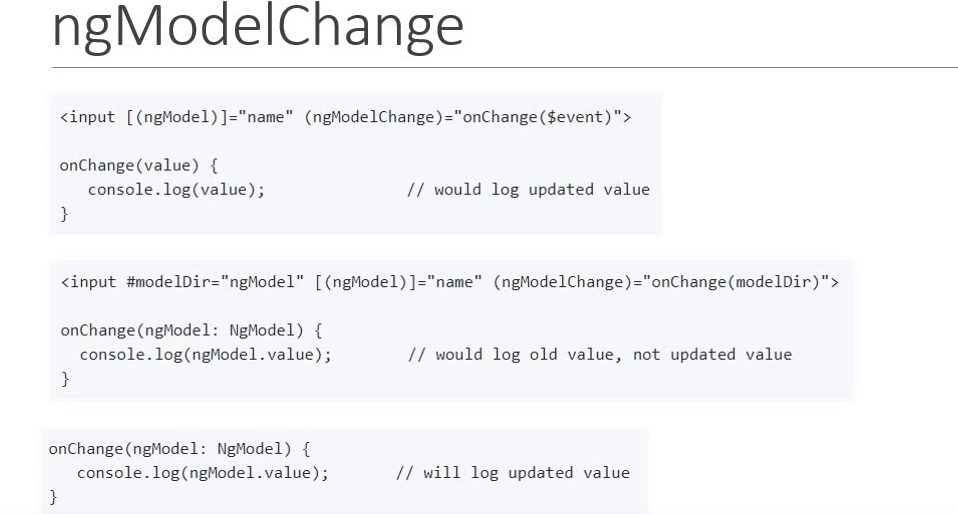 ngModelChange
<input [(ngModel)]="name" (ngModelChange)="onChange($event)">
onChange(value) {
console.log(value); // would log updated value
}
<input #modelDir="ngModel" [(ngModel)]="name" (ngModelChange)="onChange(modelDir)">
onChange(ngModel: NgModel) {
console.log(ngModel.value); // would log old value, not updated value
}
onChange(ngModel: NgModel) {
console.log(ngModel.value); // will log updated value
}